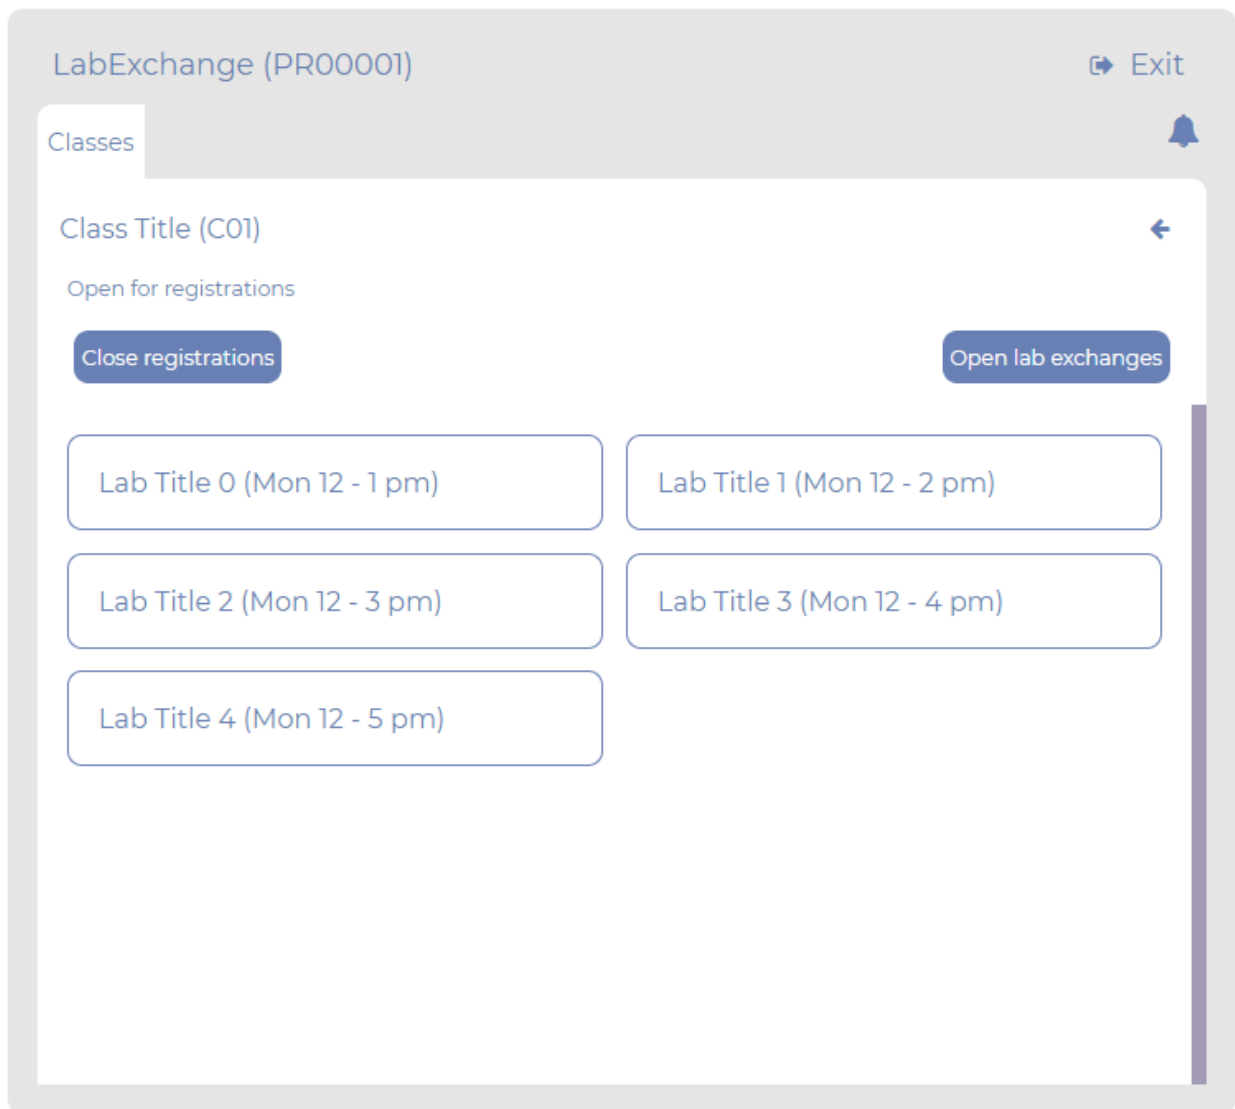 LabExchange (PR00001)
Exit
Classes
Class Title (C01)
Open for registrations
Close registrations
Open lab exchanges
Lab Title 0 (Mon 12 - 1 pm)
Lab Title 1 (Mon 12 - 2 pm)
Lab Title 2 (Mon 12 - 3 pm)
Lab Title 3 (Mon 12 - 4 pm)
Lab Title 4 (Mon 12 - 5 pm)